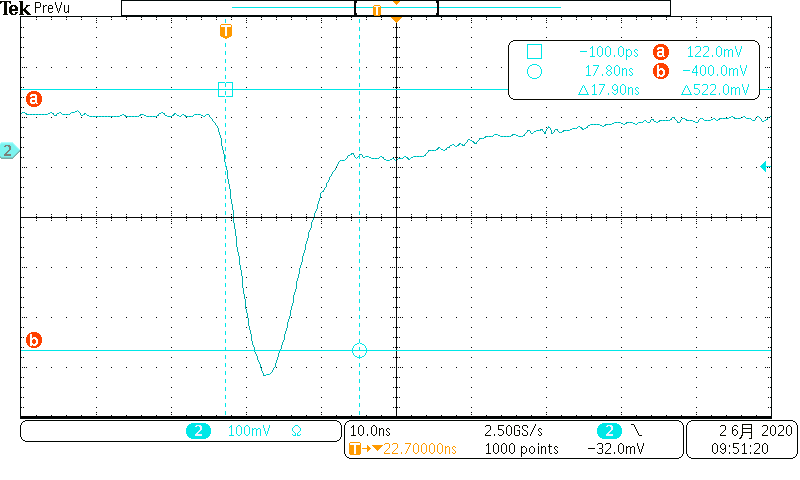 Tek PreVu
T
T
−100.0ps a 122.0mV
17.80ns b −400.0mV
Δ17.90ns Δ522.0mV
a
2
b
2 100mV Ω
10.0ns 2.50GS/s 2
T→▼22.70000ns 1000 points −32.0mV
2 6月 2020
09:51:20